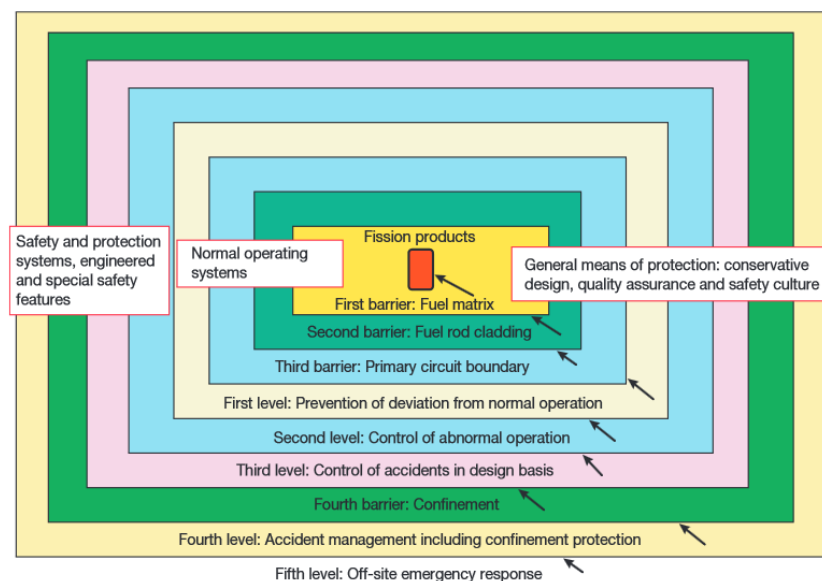 Fission products
Safety and protection
systems, engineered
and special safety
features
Normal operating
systems
General means of protection: conservative
design, quality assurance and safety culture
First barrier: Fuel matrix
Second barrier: Fuel rod cladding
Third barrier: Primary circuit boundary
First level: Prevention of deviation from normal operation
Second level: Control of abnormal operation
Third level: Control of accidents in design basis
Fourth barrier: Confinement
Fourth level: Accident management including confinement protection
Fifth level: Off-site emergency response